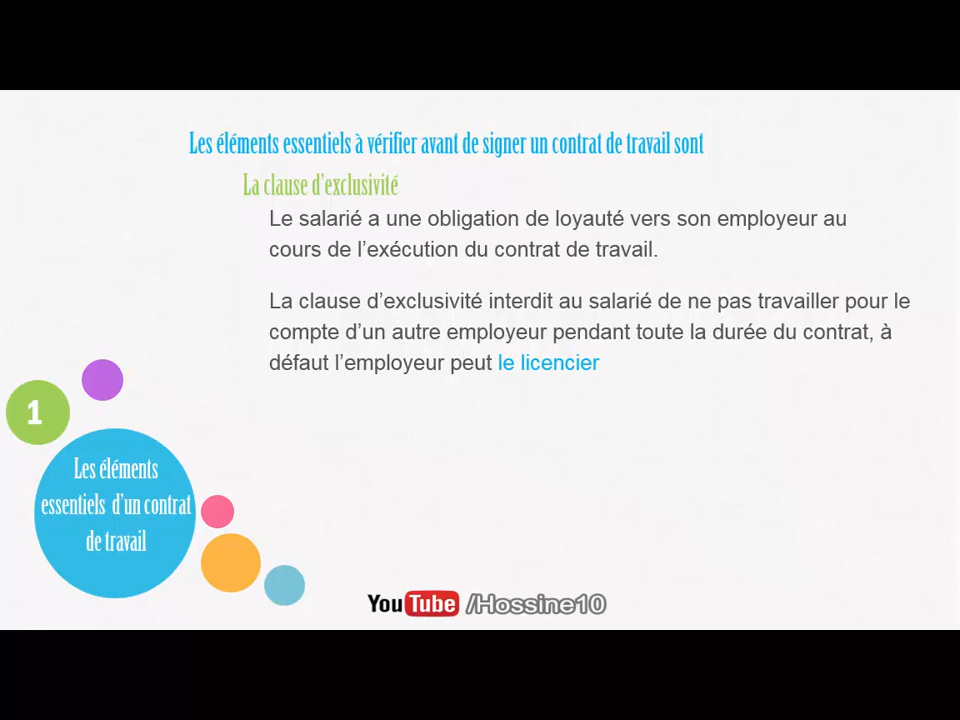 Les éléments essentiels à vérifier avant de signer un contrat de travail sont
La clause d’exclusivité
Le salarié a une obligation de loyauté vers son employeur au
cours de l’exécution du contrat de travail.
La clause d’exclusivité interdit au salarié de ne pas travailler pour le
compte d’un autre employeur pendant toute la durée du contrat, à
défaut l’employeur peut le licencier
1
Les éléments
essentiels d’un contrat
de travail
YouTube /Hossine10